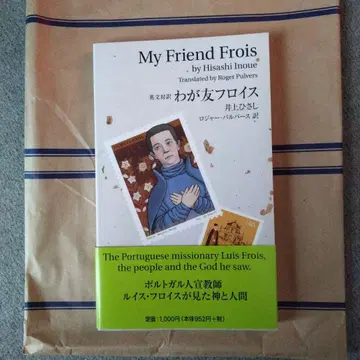 My Friend Frois
by Hisashi Inoue
Translated by Roger Pulvers
英文対訳 わが友フロイス
井上ひさし
ロジャー・パルバース 訳
The Portuguese missionary Luis Frois,
the people and the God he saw.
ポルトガル人宣教師
ルイス・フロイスが見た神と人間
定価:1,000円(本体952円+税)